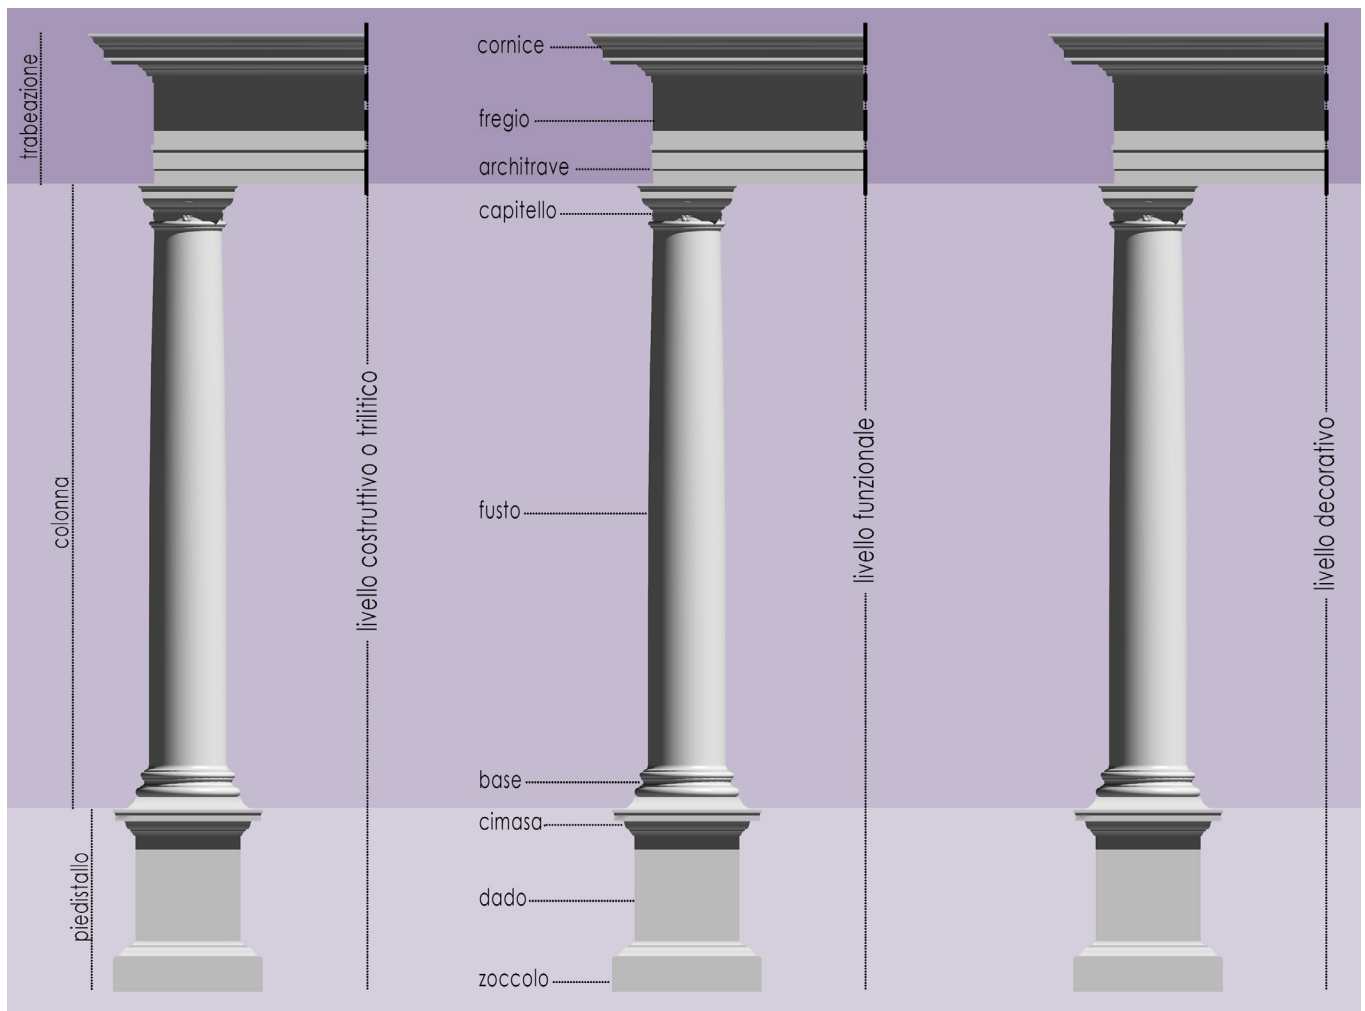 trabeazione
colonna
piedistallo
livello costruttivo o trilitico
cornice
fregio
architrave
capitello
fusto
base
cimasa
dado
zoccolo
livello funzionale
livello decorativo